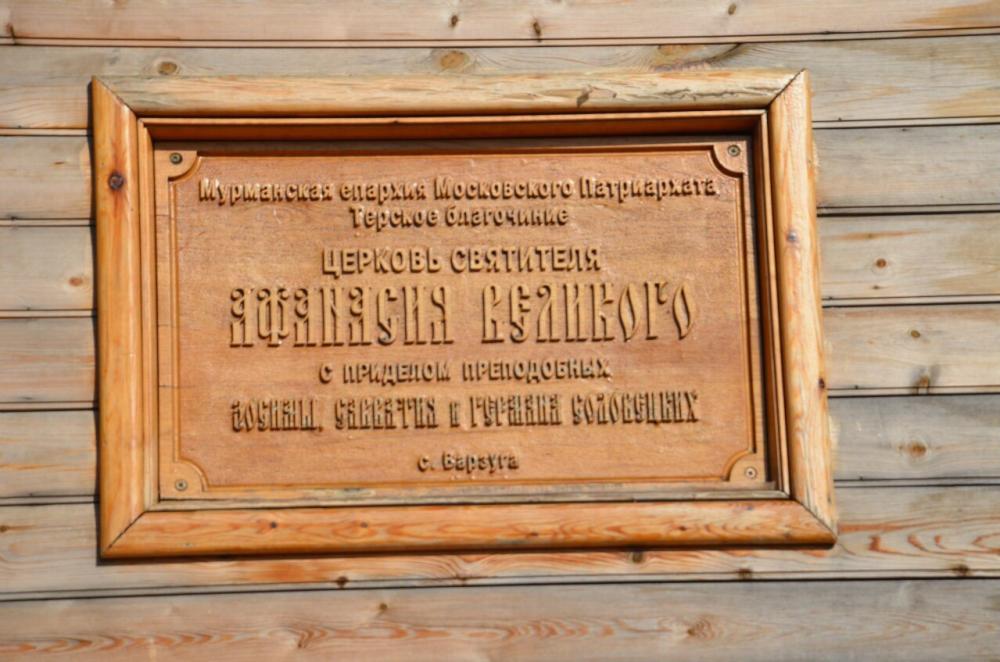 Мурманская епархия Московского Патриархата
Терское благочиние
ЦЕРКОВЬ СВЯТИТЕЛЯ
АФАНАСИЯ ВЕЛИКОГО
С ПРИДЕЛОМ ПРЕПОДОБНЫХ
ЗОСИМЫ, САВВАТИЯ и ГЕРМАНА СОЛОВЕЦКИХ
с. Варзуга